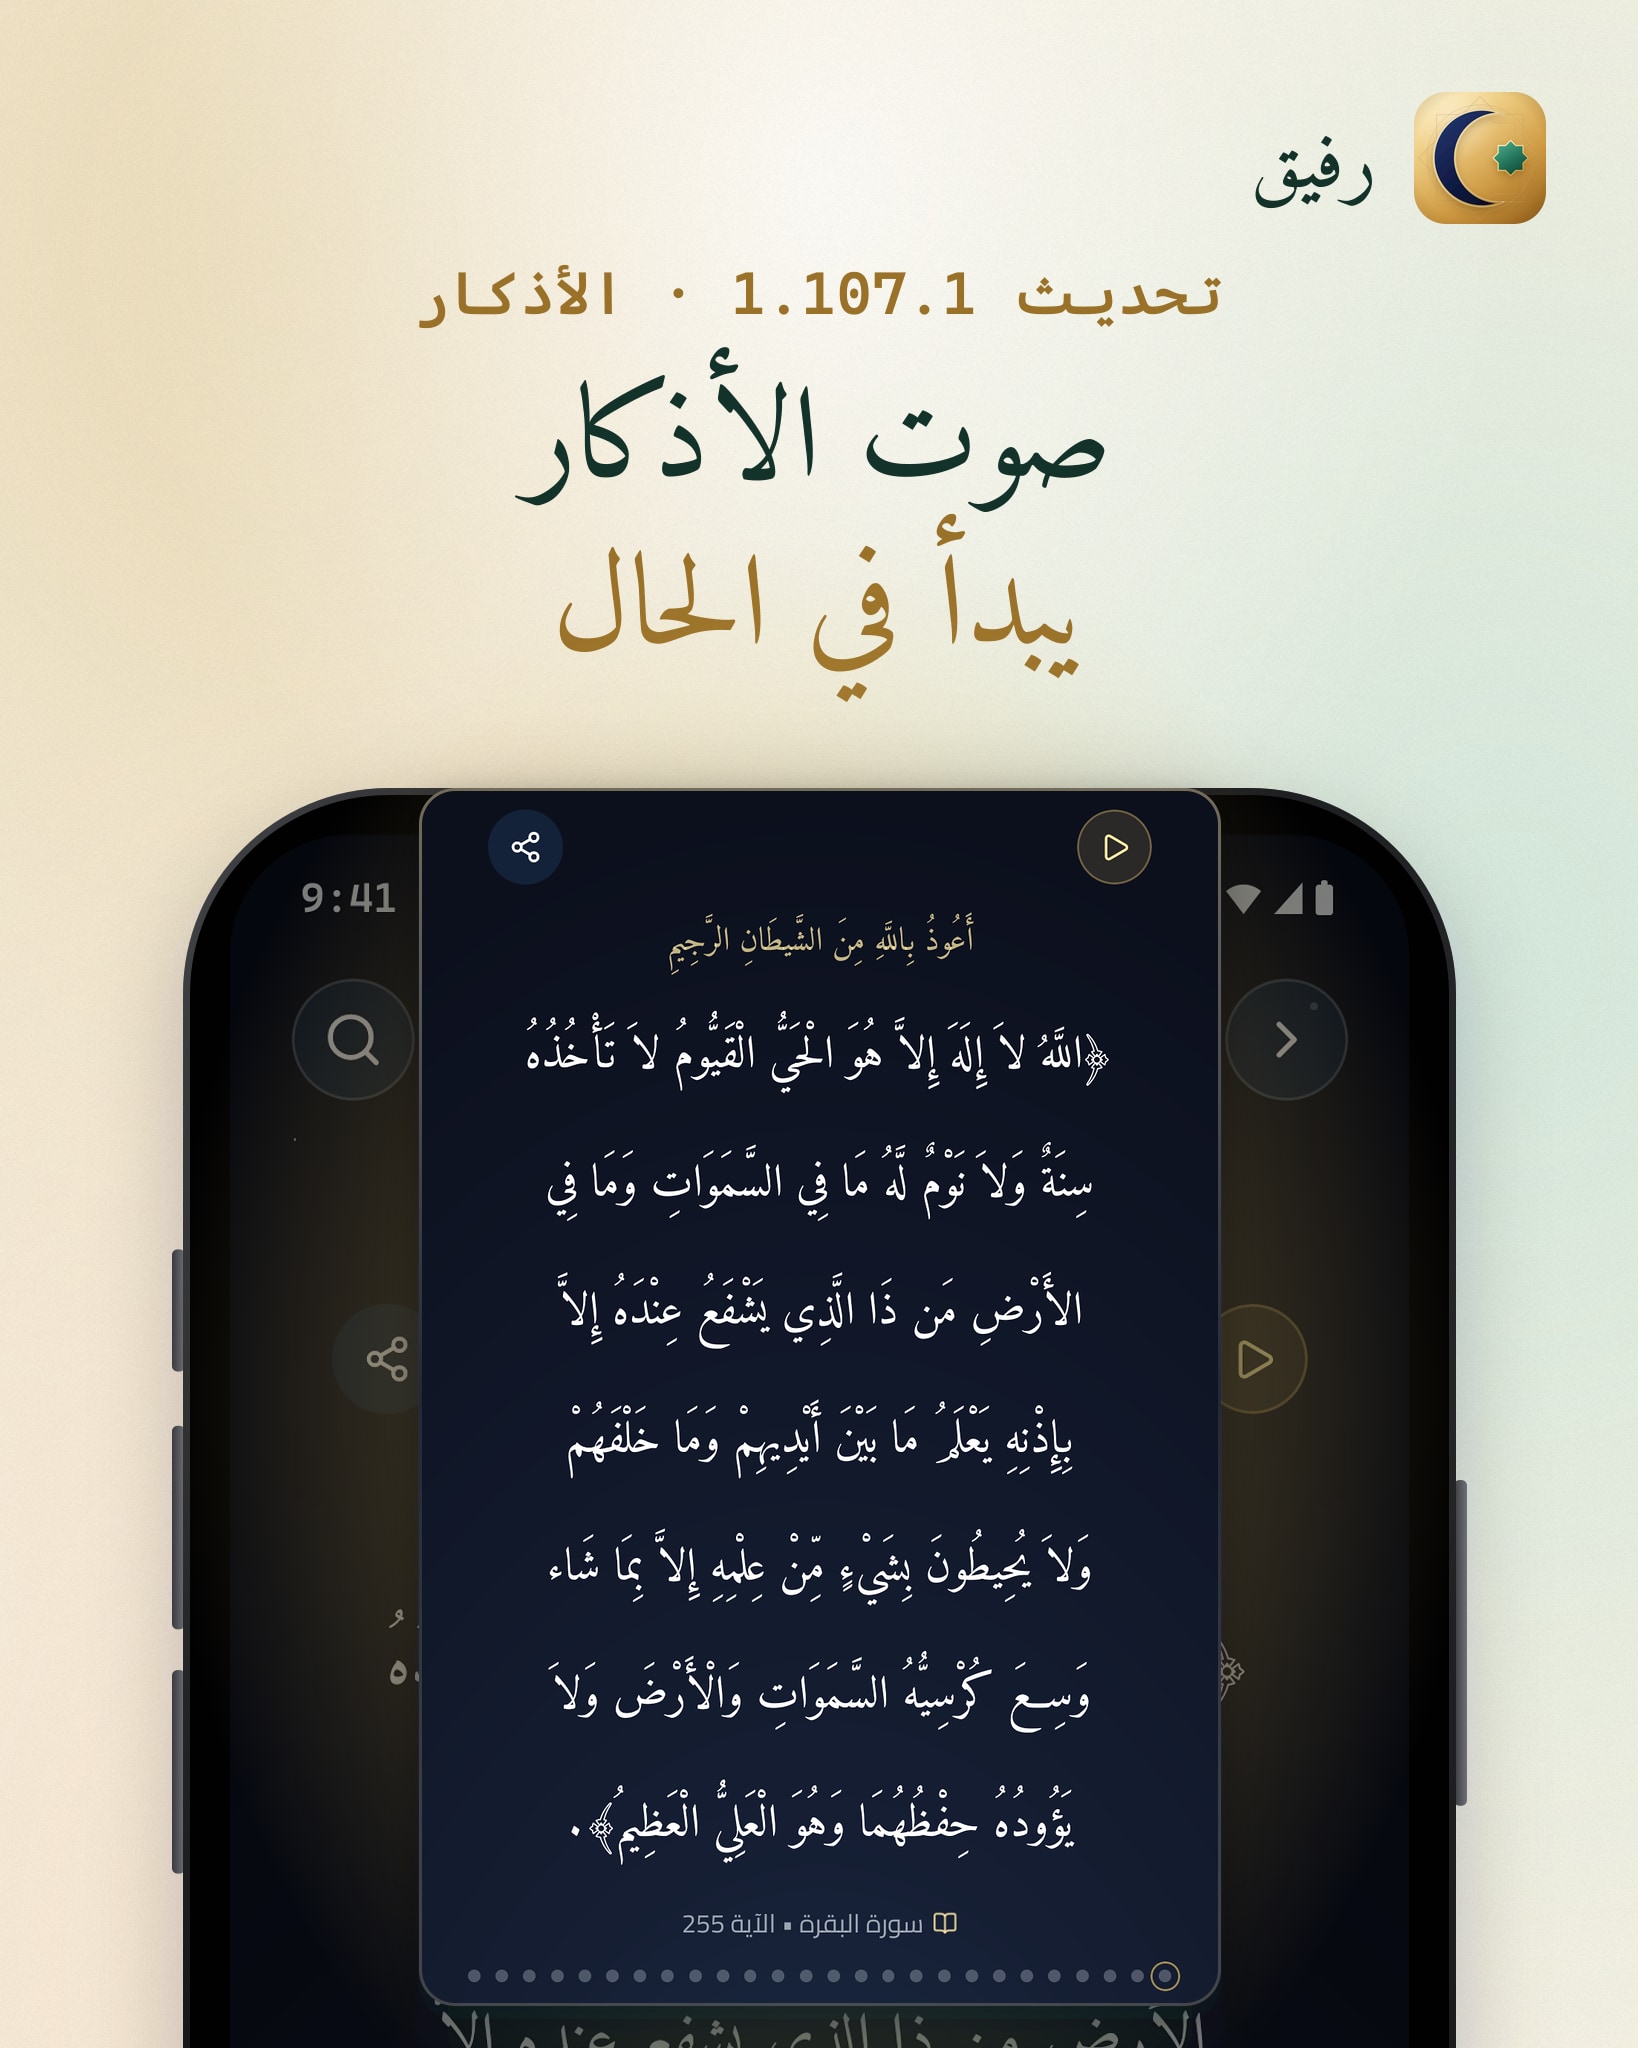 رفيق
تحديث 1.107.1 · الأذكار
صوت الأذكار
يبدأ في الحال
9:41
أَعُوذُ بِاللَّهِ مِنَ الشَّيطَانِ الرَّجِيمِ
﴿اللَّهُ لاَ إِلَهَ إِلاَّ هُوَ الْحَيُّ الْقَيُّومُ لاَ تَأْخُذُهُ
سِنَةٌ وَلاَ نَوْمٌ لَّهُ مَا فِي السَّمَوَاتِ وَمَا فِي
الأَرْضِ مَن ذَا الَّذِي يَشْفَعُ عِنْدَهُ إِلاَّ
بِإِذْنِهِ يَعْلَمُ مَا بَيْنَ أَيْدِيهِمْ وَمَا خَلْفَهُمْ
وَلاَ يُحِيطُونَ بِشَيْءٍ مِّنْ عِلْمِهِ إِلاَّ بِمَا شَاء
وَسِعَ كُرْسِيُّهُ السَّمَوَاتِ وَالْأَرْضَ وَلاَ
يَؤُودُهُ حِفْظُهُمَا وَهُوَ الْعَلِيُّ الْعَظِيمُ﴾.
سورة البقرة ▪ الآية 255